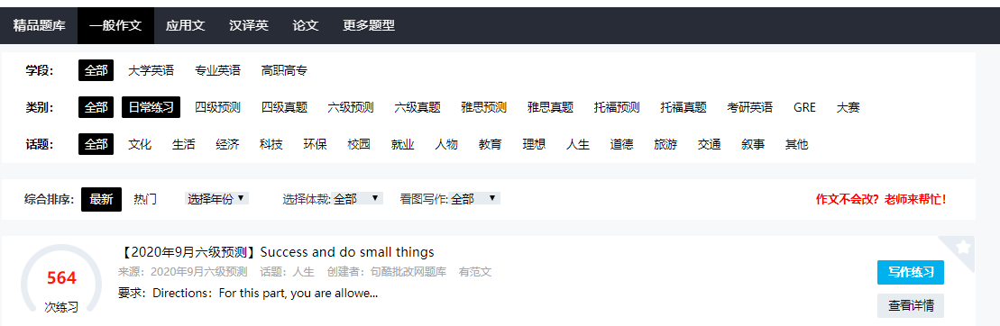 精品题库 一般作文 应用文 汉译英 论文 更多题型
学段： 全部 大学英语 专业英语 高职高专
类别： 全部 日常练习 四级预测 四级真题 六级预测 六级真题 雅思预测 雅思真题 托福预测 托福真题 考研英语 GRE 大赛
话题： 全部 文化 生活 经济 科技 环保 校园 就业 人物 教育 理想 人生 道德 旅游 交通 叙事 其他
综合排序: 最新 热门 选择年份 选择体裁: 全部 看图写作: 全部 作文不会改？老师来帮忙！
【2020年9月六级预测】Success and do small things
564
次练习
来源：2020年9月六级预测 话题：人生 创建者：句酷批改网题库 有范文
要求：Directions：For this part, you are allowe...
写作练习
查看详情